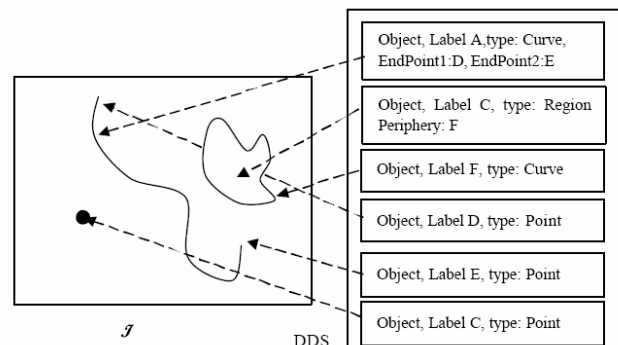 Object, Label A,type: Curve,
EndPoint1:D, EndPoint2:E
Object, Label C, type: Region
Periphery: F
Object, Label F, type: Curve
Object, Label D, type: Point
Object, Label E, type: Point
Object, Label C, type: Point
ℐ
DDS